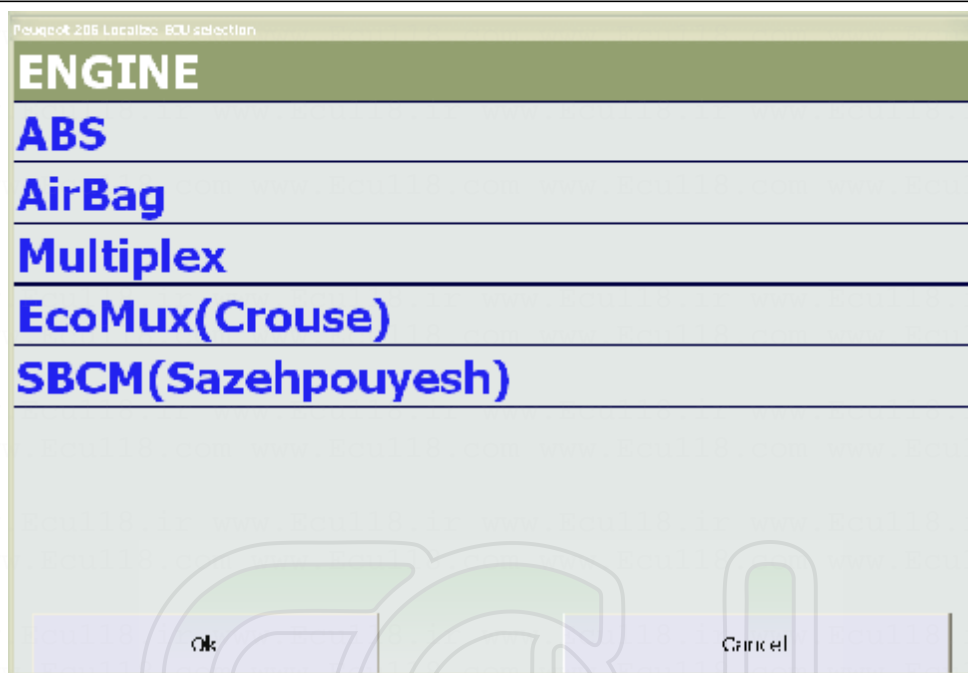 Peugeot 206 Localize ECU selection
ENGINE
ABS
AirBag
Multiplex
EcoMux(Crouse)
SBCM(Sazehpouyesh)
Ok Cancel